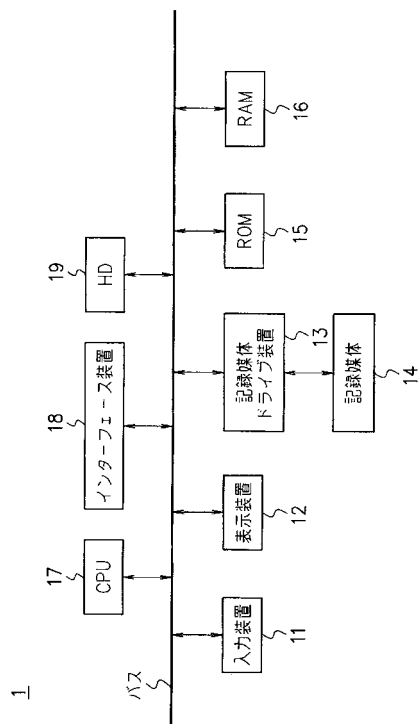 1
17
CPU
18
インターフェース装置
19
HD
バス
入力装置
11
表示装置
12
記録媒体
ドライブ装置
13
記録媒体
14
ROM
15
RAM
16